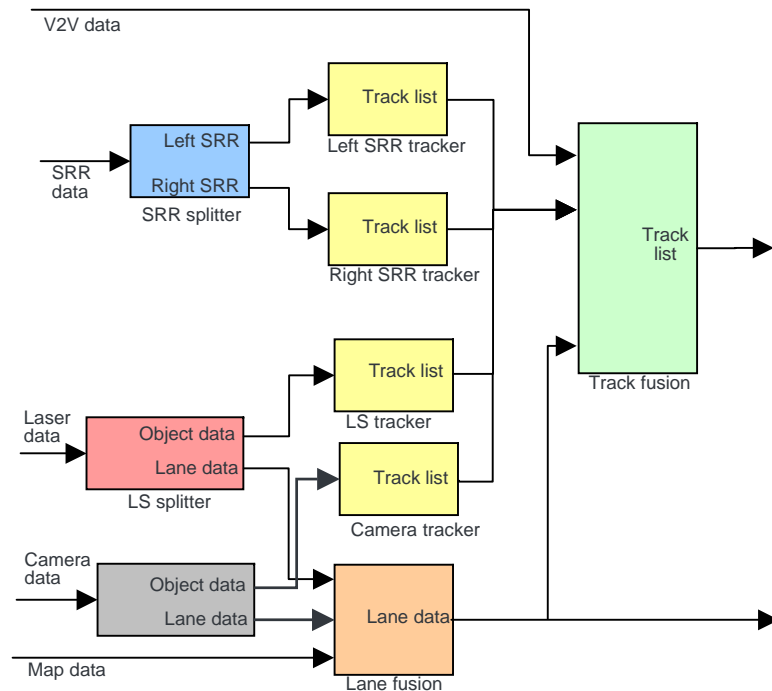 V2V data
Track list
Left SRR tracker
Left SRR
Right SRR
SRR splitter
SRR
data
Track list
Right SRR tracker
Track
list
Track fusion
Track list
LS tracker
Laser
data
Object data
Lane data
LS splitter
Track list
Camera tracker
Camera
data
Object data
Lane data
Lane data
Lane fusion
Map data